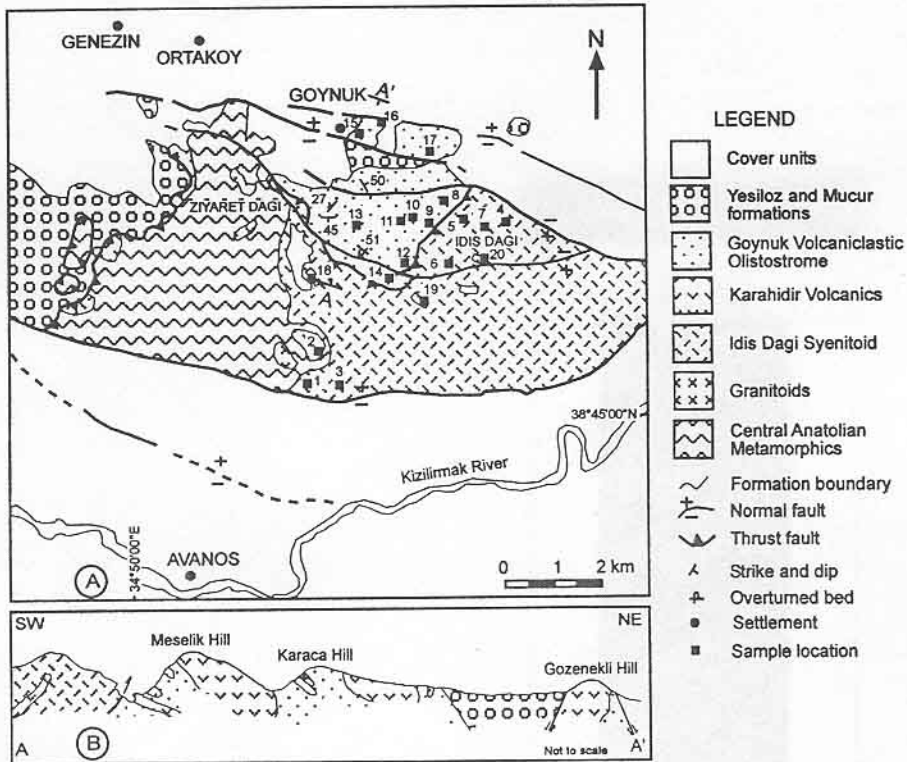 GENEZIN
ORTAKOY
N
GOYNUK
A'
16
15
17
50
27
ZIYARET DAGI
8
13
10
7
4
45
11
9
5
51
IDIS DAGI
12
6
20
18
14
A
19
2
1
3
38°45'00"N
Kizilirmak River
34°50'00"E
AVANOS
0 1 2 km
A
LEGEND
Cover units
Yesiloz and Mucur
formations
Goynuk Volcaniclastic
Olistostrome
Karahidir Volcanics
Idis Dagi Syenitoid
Granitoids
Central Anatolian
Metamorphics
Formation boundary
Normal fault
Thrust fault
Strike and dip
Overturned bed
Settlement
Sample location
SW
NE
Meselik Hill
Karaca Hill
Gozenekli Hill
A
B
Not to scale
A'